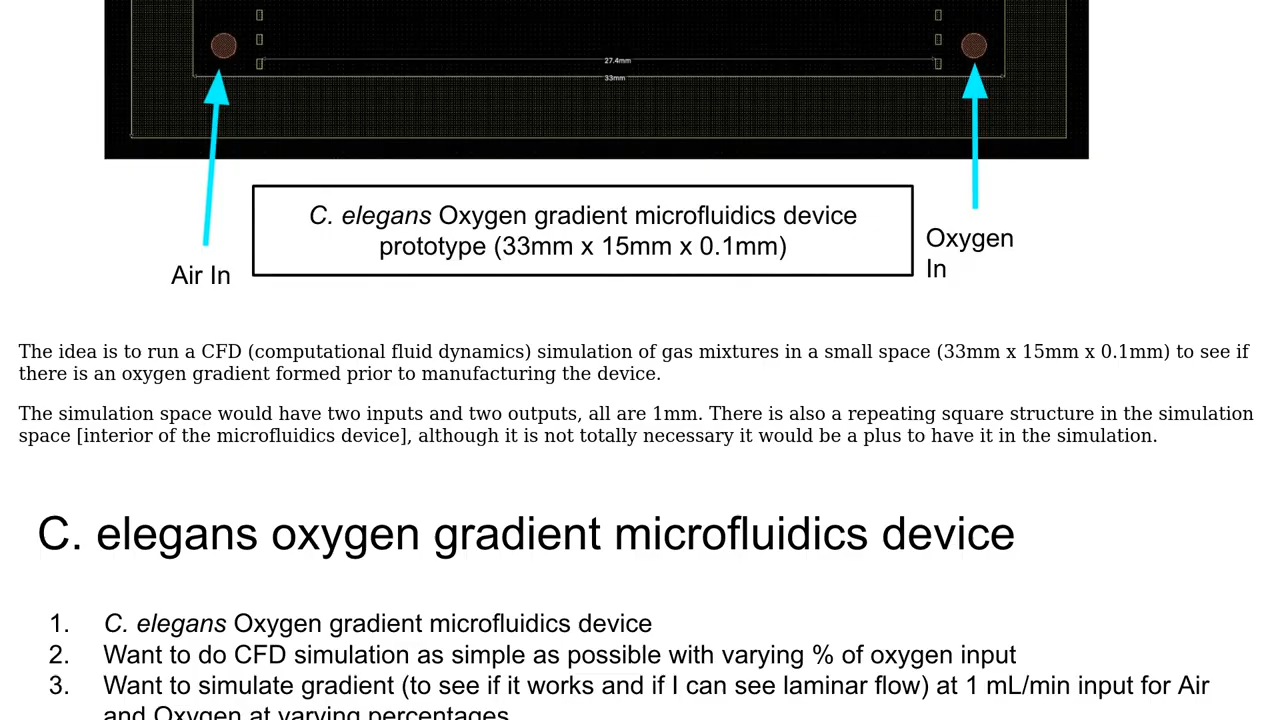 27.4mm
33mm
C. elegans Oxygen gradient microfluidics device
prototype (33mm x 15mm x 0.1mm)
Air In
Oxygen
In
The idea is to run a CFD (computational fluid dynamics) simulation of gas mixtures in a small space (33mm x 15mm x 0.1mm) to see if
there is an oxygen gradient formed prior to manufacturing the device.
The simulation space would have two inputs and two outputs, all are 1mm. There is also a repeating square structure in the simulation
space [interior of the microfluidics device], although it is not totally necessary it would be a plus to have it in the simulation.
C. elegans oxygen gradient microfluidics device
1. C. elegans Oxygen gradient microfluidics device
2. Want to do CFD simulation as simple as possible with varying % of oxygen input
3. Want to simulate gradient (to see if it works and if I can see laminar flow) at 1 mL/min input for Air
and Oxygen at varying percentages